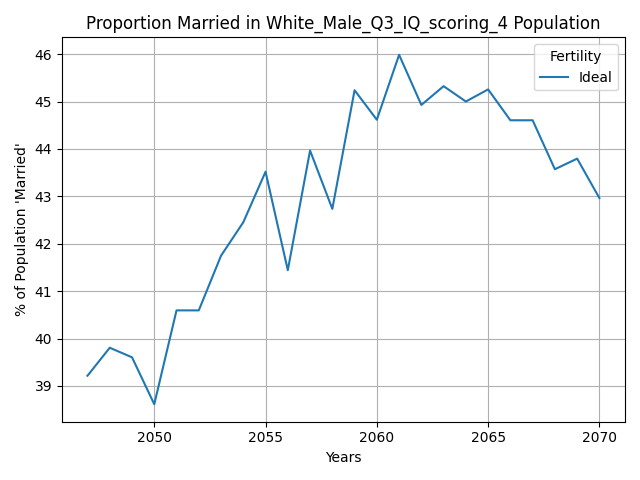 Proportion Married in White_Male_Q3_IQ_scoring_4 Population
Fertility
Ideal
% of Population 'Married'
46
45
44
43
42
41
40
39
2050
2055
2060
2065
2070
Years